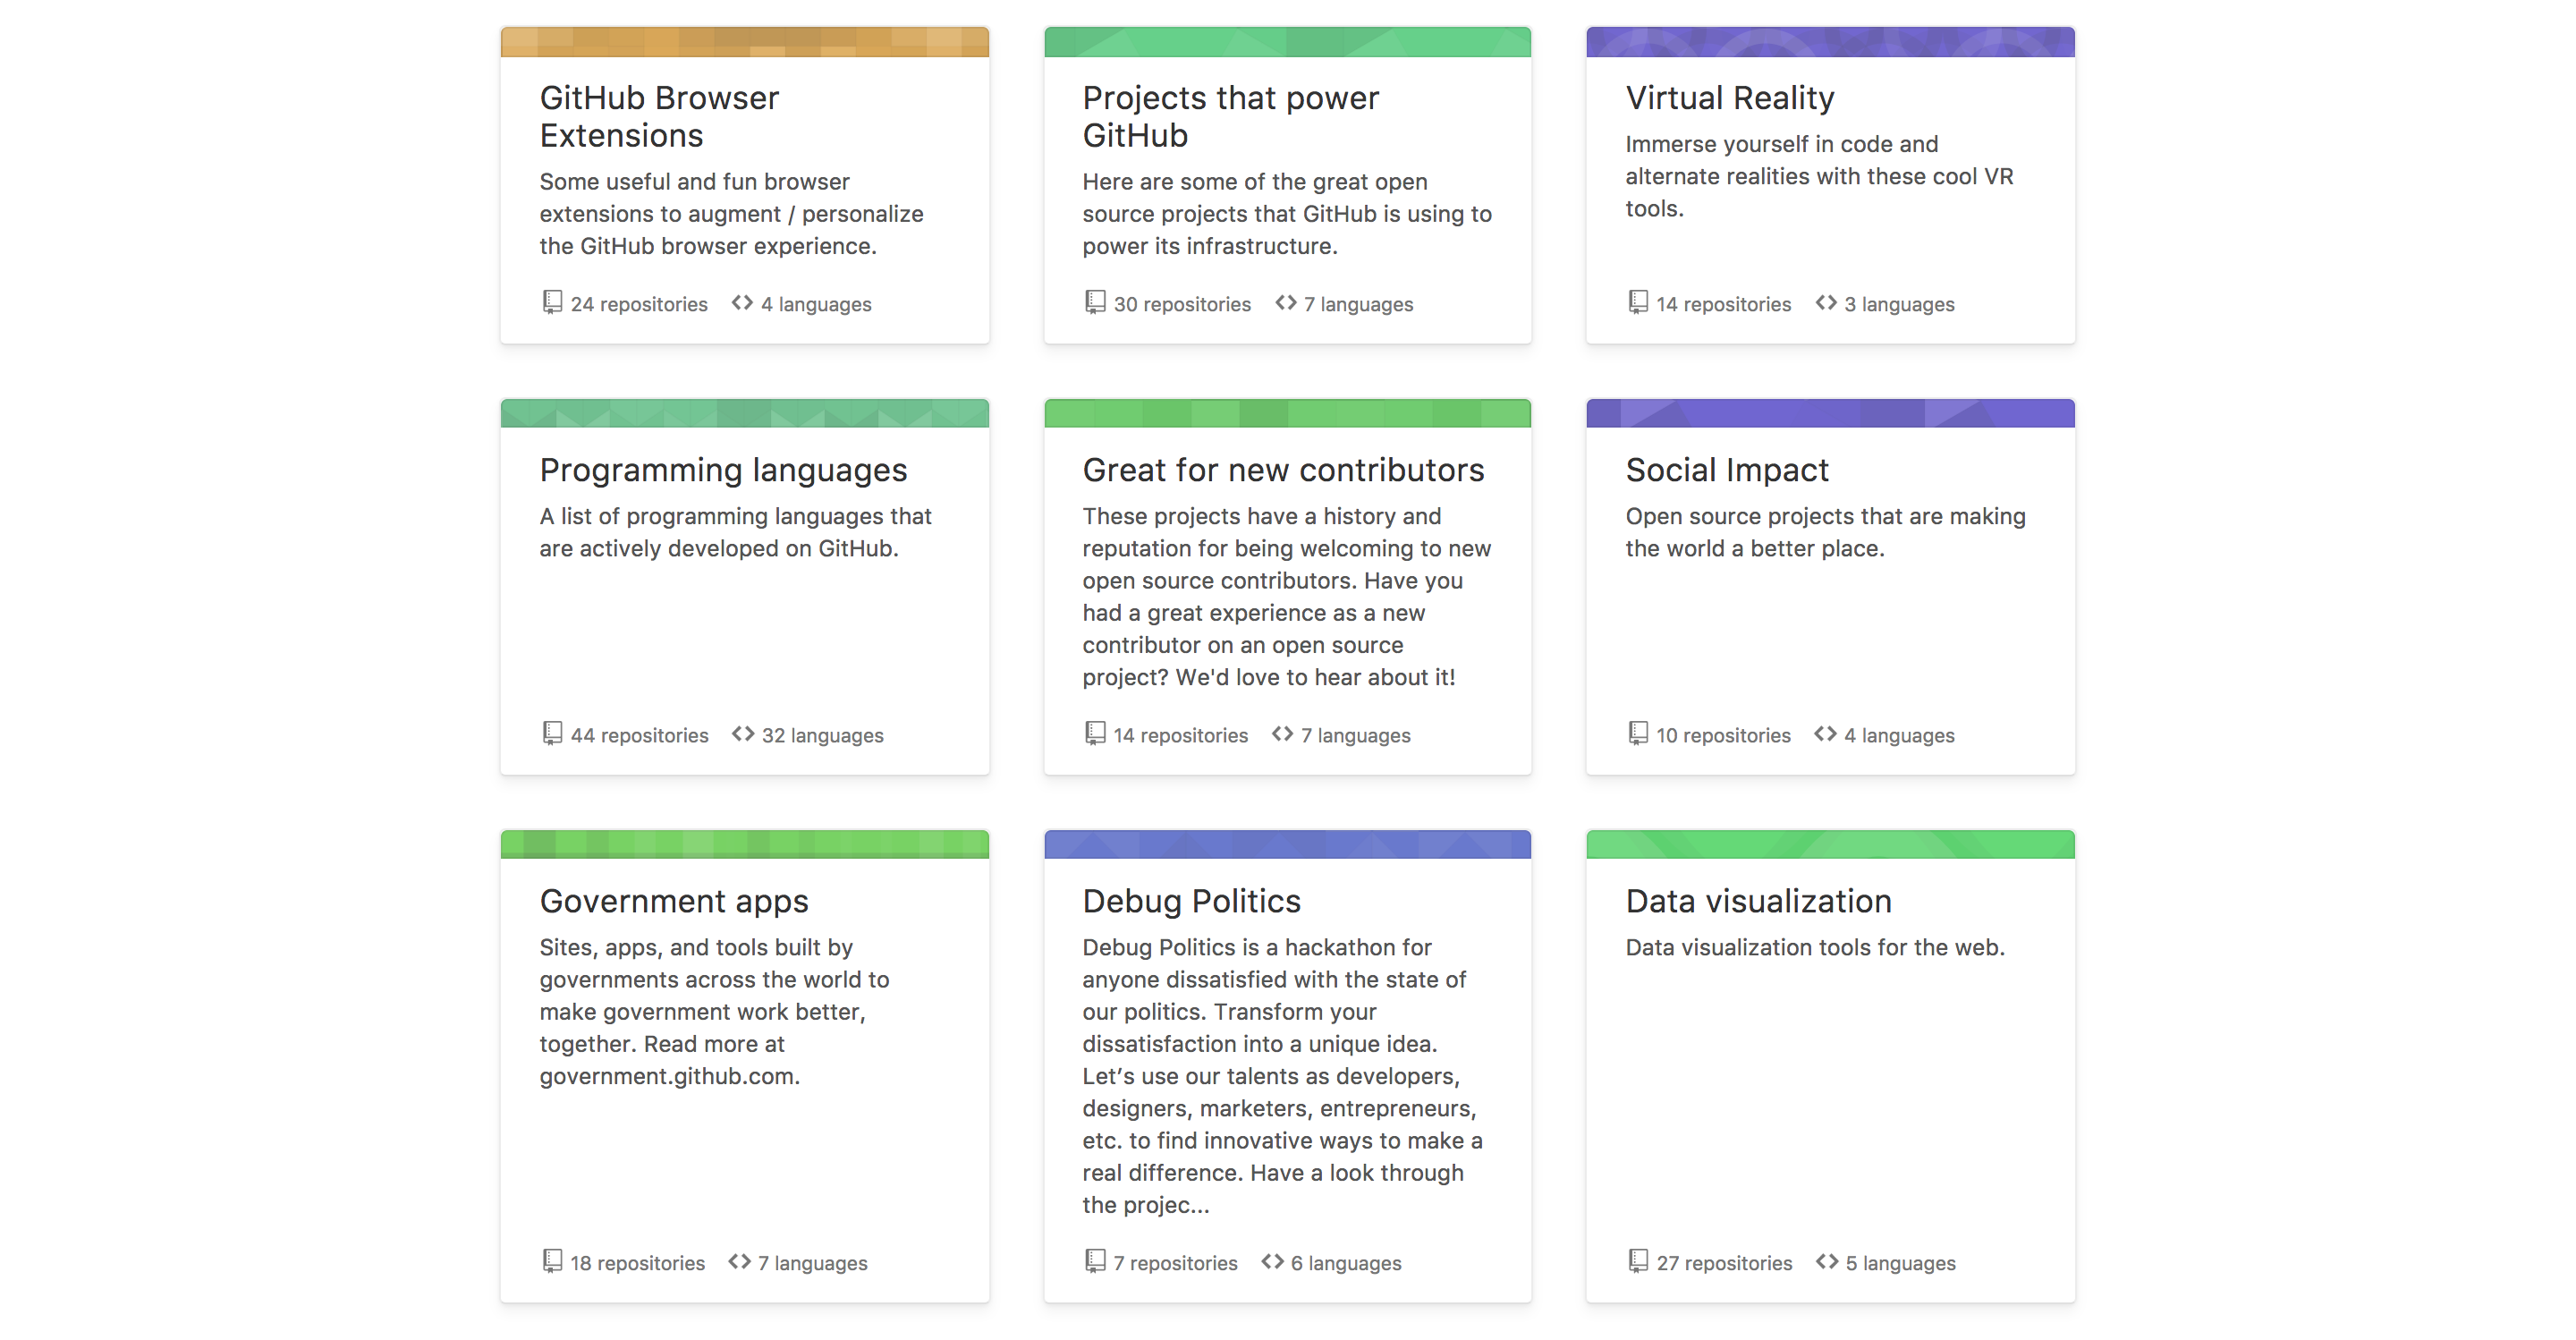 GitHub Browser
Extensions
Some useful and fun browser
extensions to augment / personalize
the GitHub browser experience.
24 repositories 4 languages
Projects that power
GitHub
Here are some of the great open
source projects that GitHub is using to
power its infrastructure.
30 repositories 7 languages
Virtual Reality
Immerse yourself in code and
alternate realities with these cool VR
tools.
14 repositories 3 languages
Programming languages
A list of programming languages that
are actively developed on GitHub.
44 repositories 32 languages
Great for new contributors
These projects have a history and
reputation for being welcoming to new
open source contributors. Have you
had a great experience as a new
contributor on an open source
project? We'd love to hear about it!
14 repositories 7 languages
Social Impact
Open source projects that are making
the world a better place.
10 repositories 4 languages
Government apps
Sites, apps, and tools built by
governments across the world to
make government work better,
together. Read more at
government.github.com.
18 repositories 7 languages
Debug Politics
Debug Politics is a hackathon for
anyone dissatisfied with the state of
our politics. Transform your
dissatisfaction into a unique idea.
Let’s use our talents as developers,
designers, marketers, entrepreneurs,
etc. to find innovative ways to make a
real difference. Have a look through
the projec...
7 repositories 6 languages
Data visualization
Data visualization tools for the web.
27 repositories 5 languages